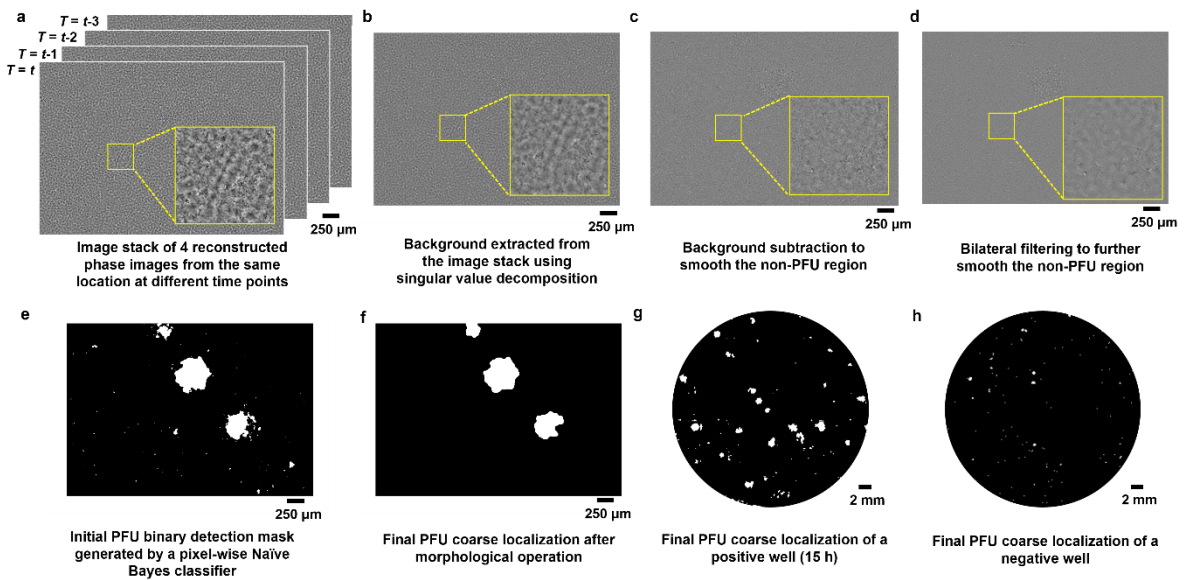 a
T = t-3
T = t-2
T = t-1
T = t
250 µm
Image stack of 4 reconstructed
phase images from the same
location at different time points
b
250 µm
Background extracted from
the image stack using
singular value decomposition
c
250 µm
Background subtraction to
smooth the non-PFU region
d
250 µm
Bilateral filtering to further
smooth the non-PFU region
e
250 µm
Initial PFU binary detection mask
generated by a pixel-wise Naïve
Bayes classifier
f
250 µm
Final PFU coarse localization after
morphological operation
g
2 mm
Final PFU coarse localization of a
positive well (15 h)
h
2 mm
Final PFU coarse localization of a
negative well